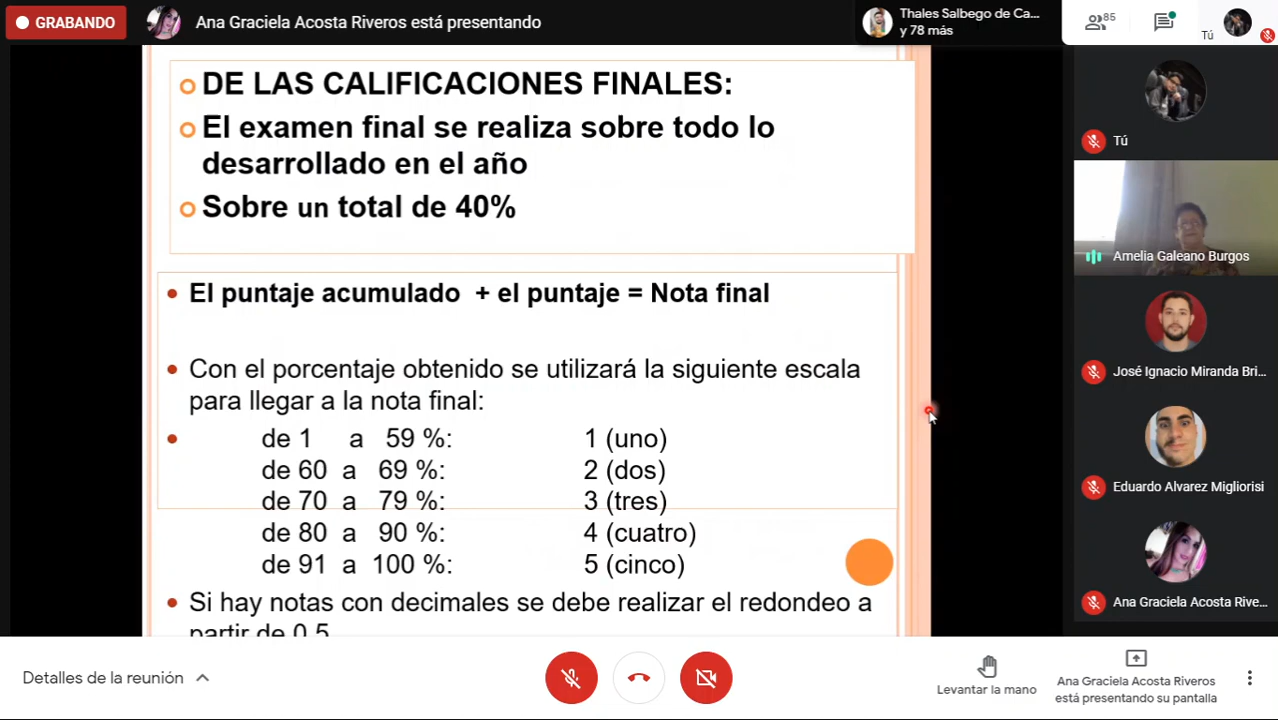 GRABANDO
Ana Graciela Acosta Riveros está presentando
Thales Salbego de Ca...
y 78 más
85
Tú
DE LAS CALIFICACIONES FINALES:
El examen final se realiza sobre todo lo
desarrollado en el año
Sobre un total de 40%
El puntaje acumulado + el puntaje = Nota final
Con el porcentaje obtenido se utilizará la siguiente escala
para llegar a la nota final:
de 1 a 59 %: 1 (uno)
de 60 a 69 %: 2 (dos)
de 70 a 79 %: 3 (tres)
de 80 a 90 %: 4 (cuatro)
de 91 a 100 %: 5 (cinco)
Si hay notas con decimales se debe realizar el redondeo a
partir de 0.5
Tú
Amelia Galeano Burgos
José Ignacio Miranda Bri...
Eduardo Alvarez Migliorisi
Ana Graciela Acosta Rive...
Detalles de la reunión
Levantar la mano
Ana Graciela Acosta Riveros
está presentando su pantalla